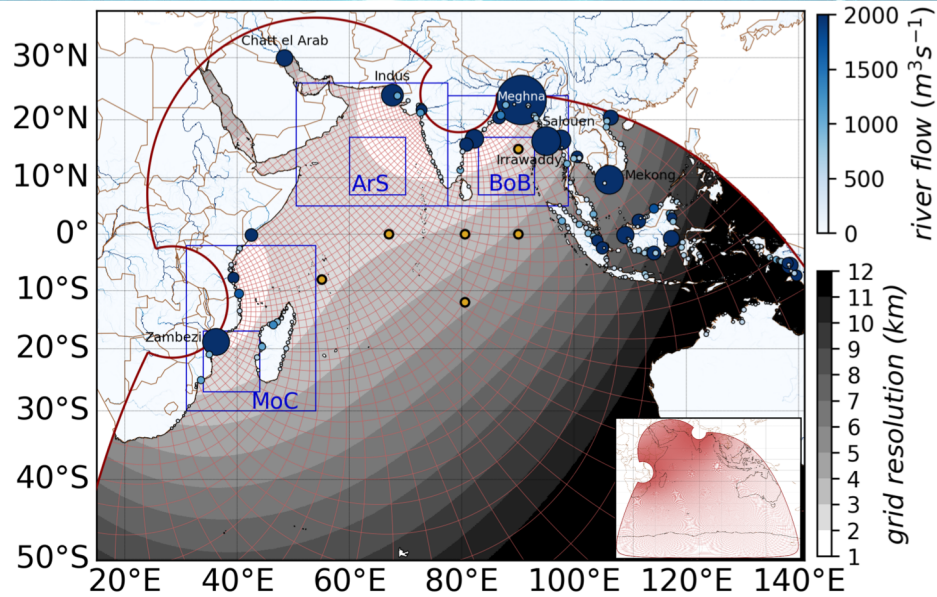 30°N
20°N
10°N
0°
10°S
20°S
30°S
40°S
50°S
20°E
40°E
60°E
80°E
100°E
120°E
140°E
Chatt el Arab
Indus
Meghna
Salouen
Irrawaddy
Mekong
Zambezi
ArS
BoB
MoC
2000
1500
1000
500
0
river flow (m³s⁻¹)
12
11
10
9
8
7
6
5
4
3
2
1
grid resolution (km)